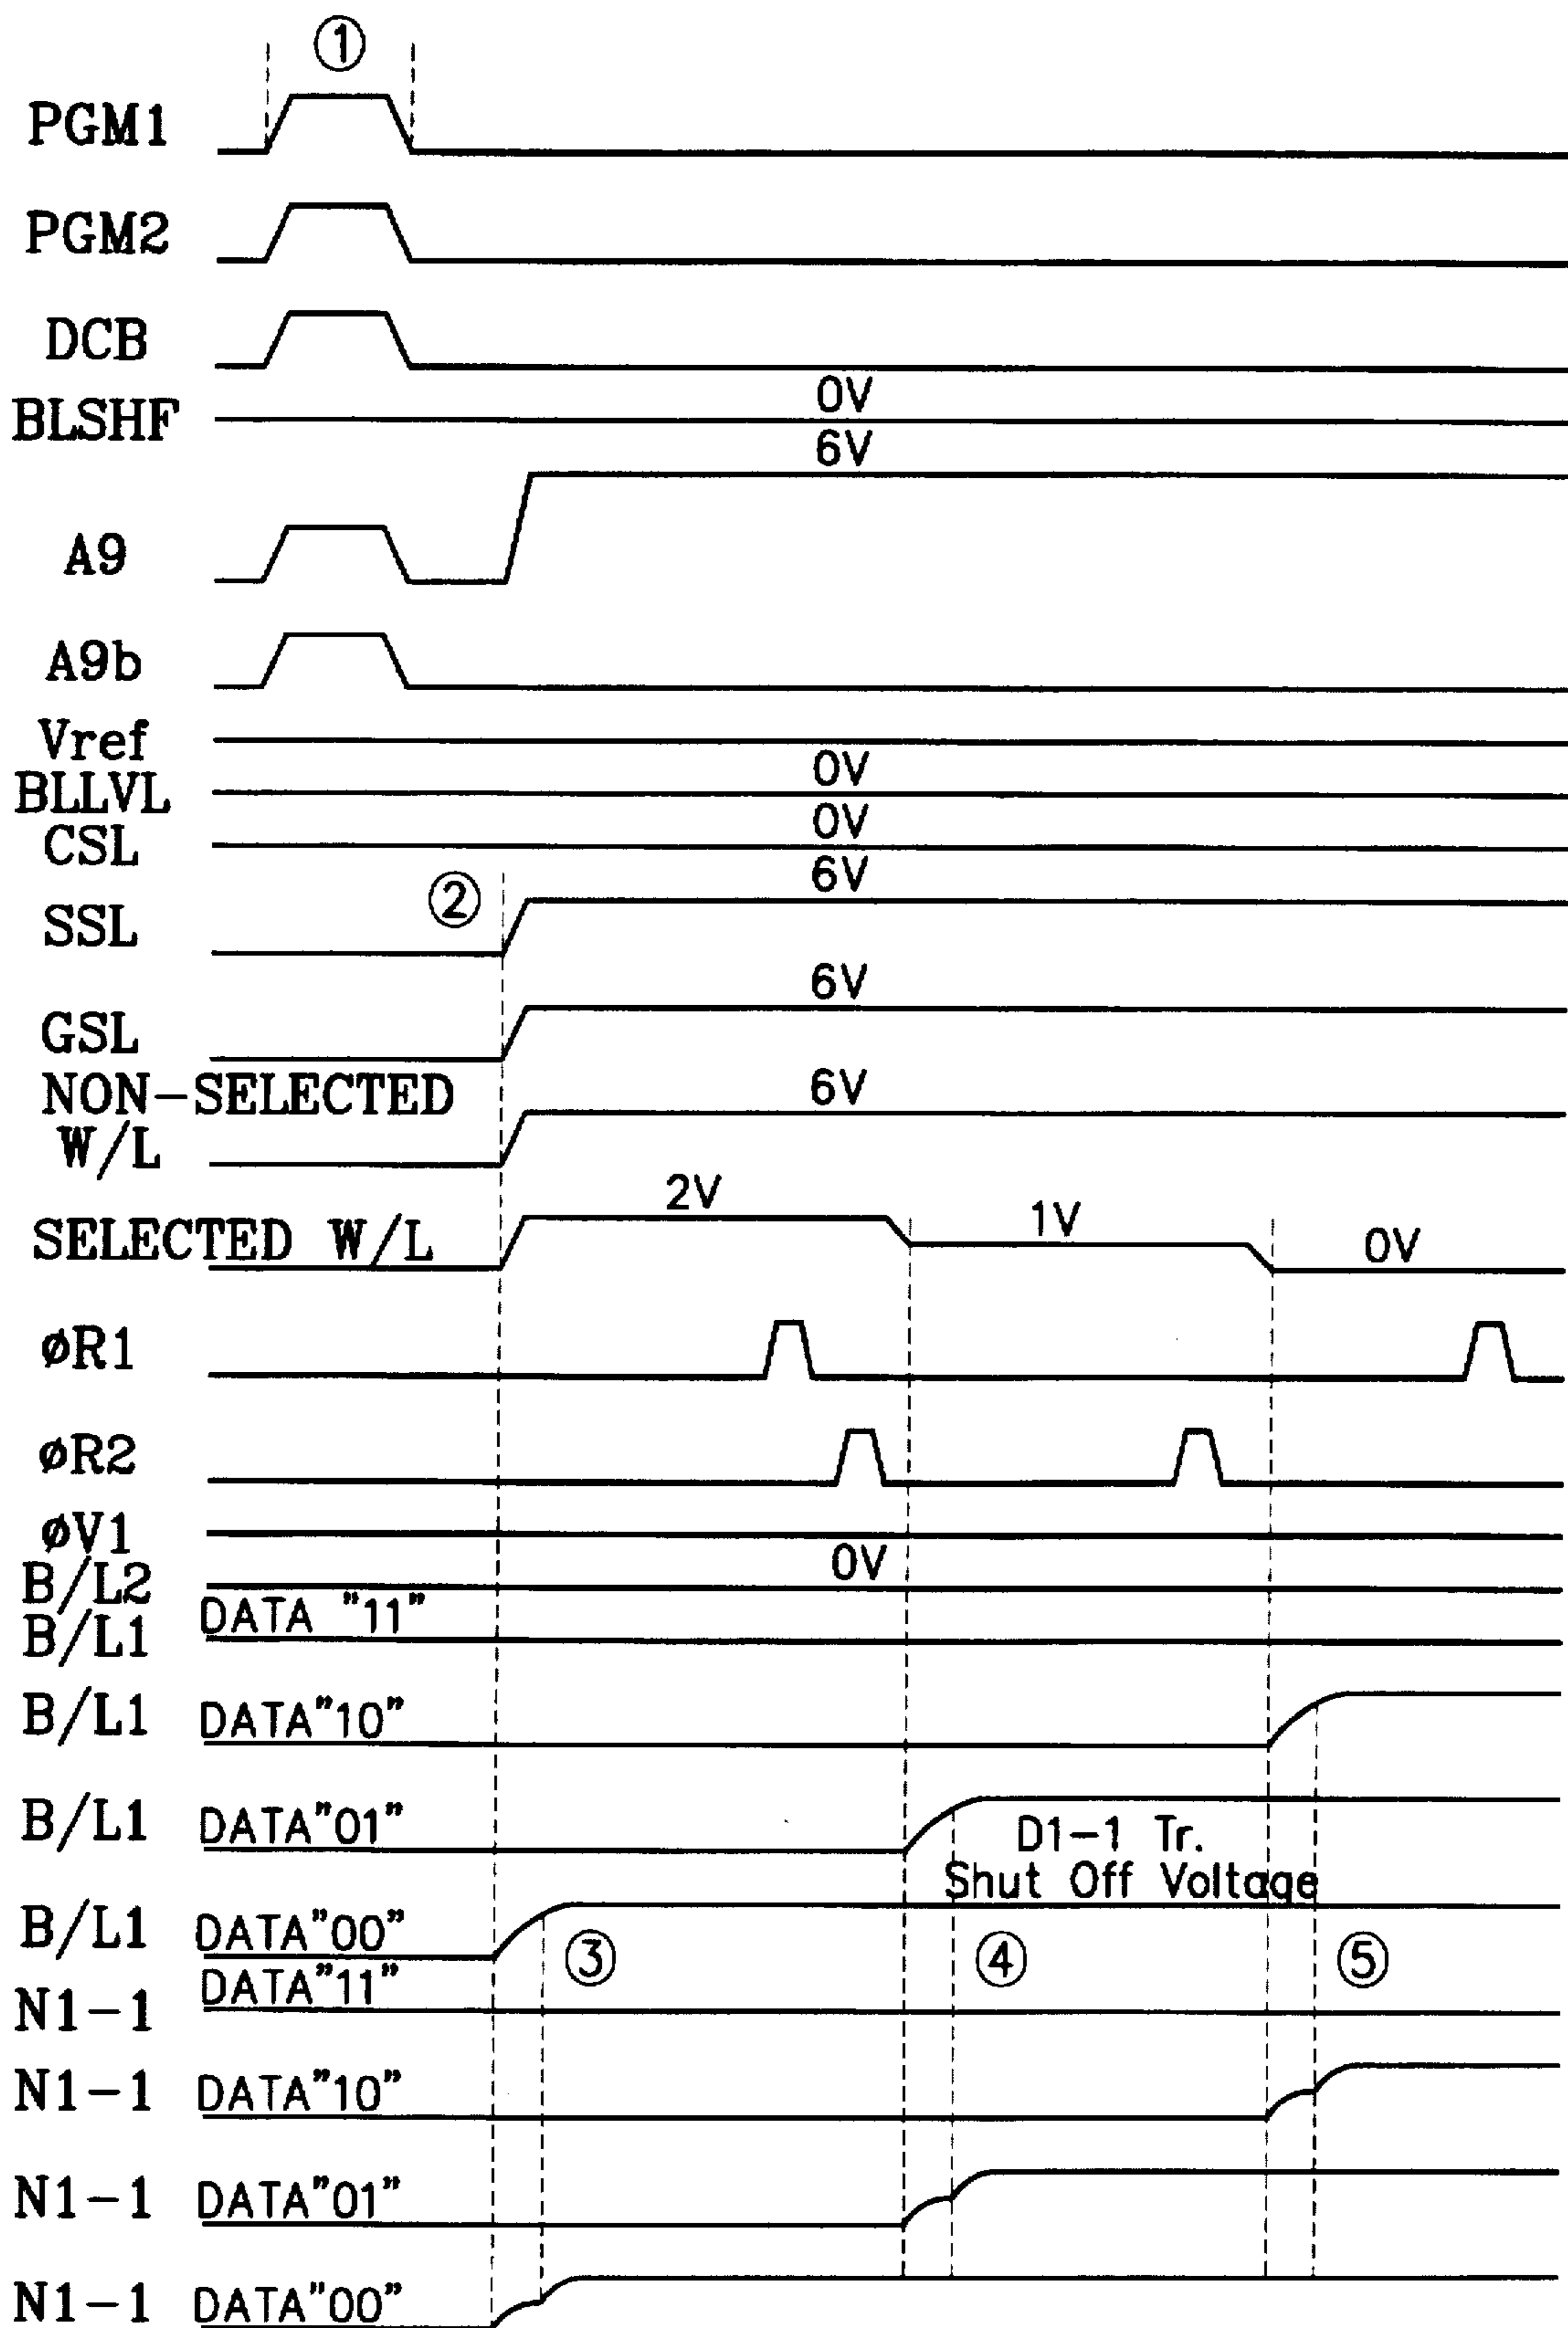 ①
PGM1
PGM2
DCB
BLSHF 0V
6V
A9
A9b
Vref
BLLVL 0V
CSL 0V
② 6V
SSL
6V
GSL
NON-SELECTED 6V
W/L
2V
SELECTED W/L 1V 0V
øR1
øR2
øV1
B/L2 0V
B/L1 DATA "11"
B/L1 DATA"10"
B/L1 DATA"01" D1-1 Tr.
Shut Off Voltage
B/L1 DATA"00" ③ ④ ⑤
N1-1 DATA"11"
N1-1 DATA"10"
N1-1 DATA"01"
N1-1 DATA"00"